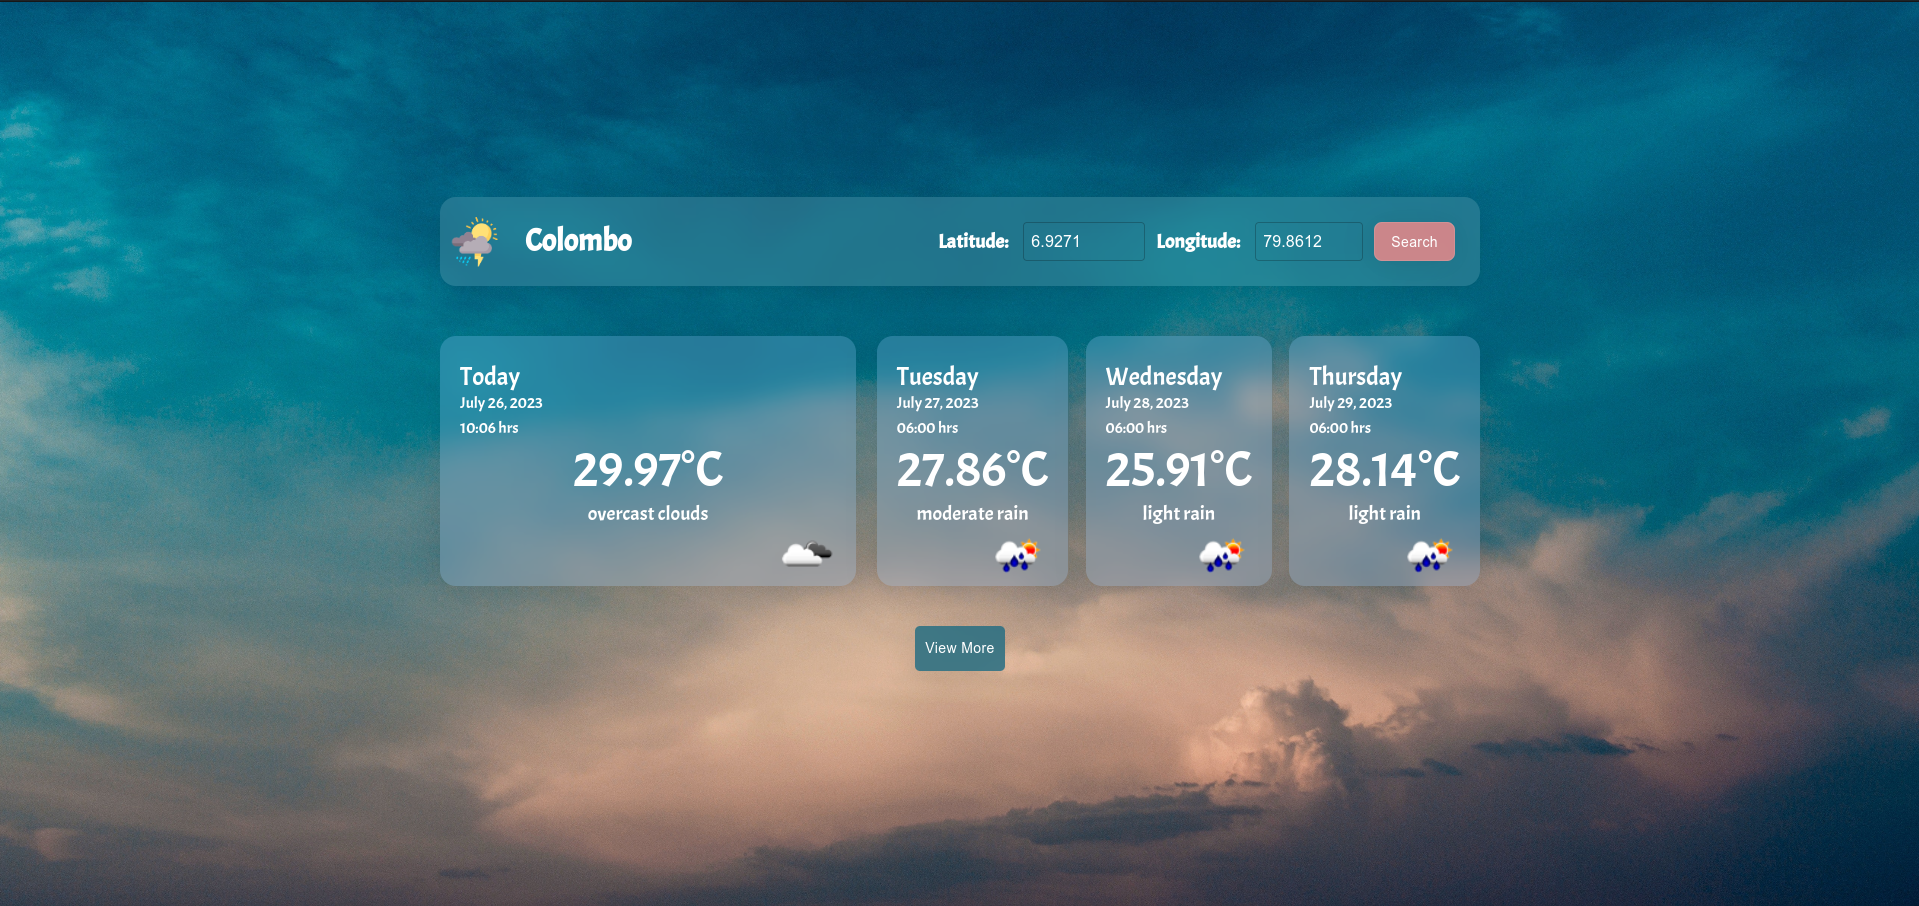 Colombo
Latitude: 6.9271 Longitude: 79.8612 Search
Today
July 26, 2023
10:06 hrs
29.97°C
overcast clouds
Tuesday
July 27, 2023
06:00 hrs
27.86°C
moderate rain
Wednesday
July 28, 2023
06:00 hrs
25.91°C
light rain
Thursday
July 29, 2023
06:00 hrs
28.14°C
light rain
View More